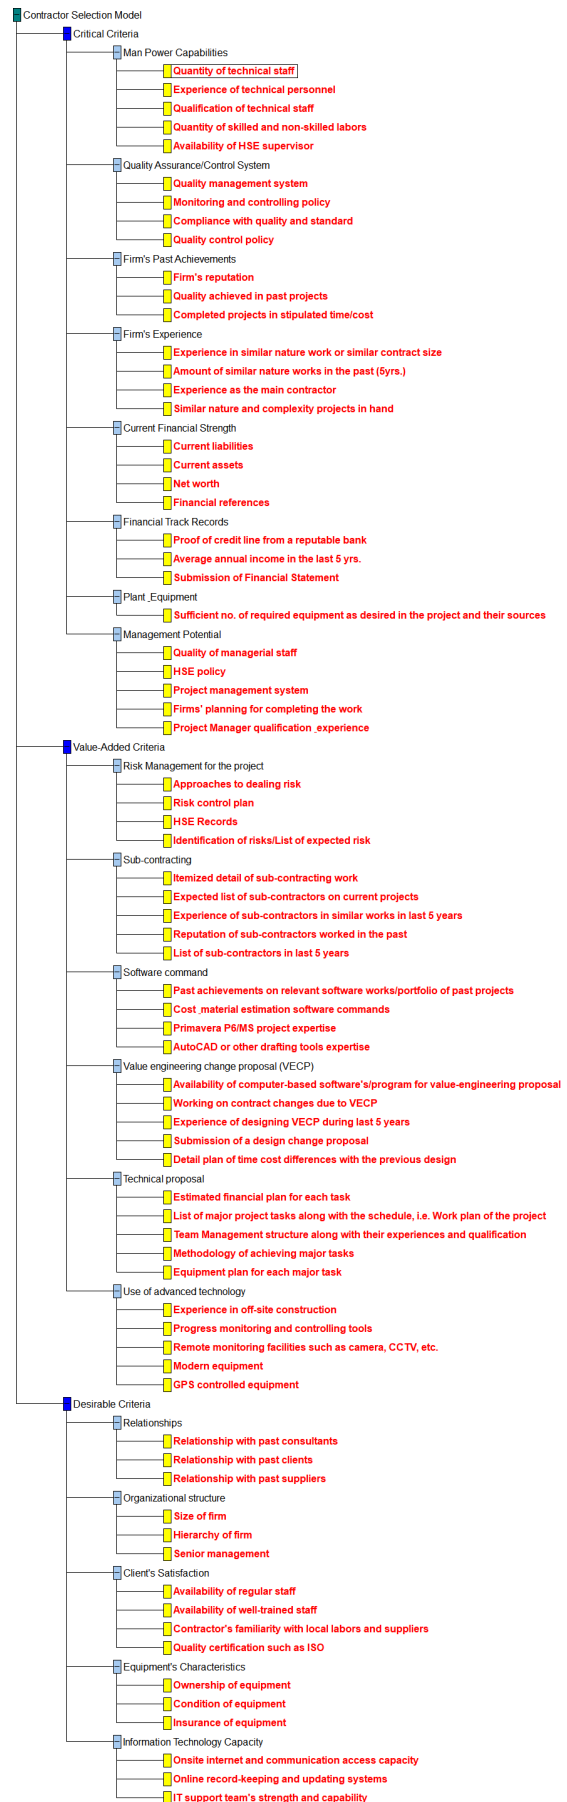 Contractor Selection Model
Critical Criteria
Man Power Capabilities
Quantity of technical staff
Experience of technical personnel
Qualification of technical staff
Quantity of skilled and non-skilled labors
Availability of HSE supervisor
Quality Assurance/Control System
Quality management system
Monitoring and controlling policy
Compliance with quality and standard
Quality control policy
Firm's Past Achievements
Firm's reputation
Quality achieved in past projects
Completed projects in stipulated time/cost
Firm's Experience
Experience in similar nature work or similar contract size
Amount of similar nature works in the past (5yrs.)
Experience as the main contractor
Similar nature and complexity projects in hand
Current Financial Strength
Current liabilities
Current assets
Net worth
Financial references
Financial Track Records
Proof of credit line from a reputable bank
Average annual income in the last 5 yrs.
Submission of Financial Statement
Plant_Equipment
Sufficient no. of required equipment as desired in the project and their sources
Management Potential
Quality of managerial staff
HSE policy
Project management system
Firms' planning for completing the work
Project Manager qualification_experience
Value-Added Criteria
Risk Management for the project
Approaches to dealing risk
Risk control plan
HSE Records
Identification of risks/List of expected risk
Sub-contracting
Itemized detail of sub-contracting work
Expected list of sub-contractors on current projects
Experience of sub-contractors in similar works in last 5 years
Reputation of sub-contractors worked in the past
List of sub-contractors in last 5 years
Software command
Past achievements on relevant software works/portfolio of past projects
Cost_material estimation software commands
Primavera P6/MS project expertise
AutoCAD or other drafting tools expertise
Value engineering change proposal (VECP)
Availability of computer-based software's/program for value-engineering proposal
Working on contract changes due to VECP
Experience of designing VECP during last 5 years
Submission of a design change proposal
Detail plan of time cost differences with the previous design
Technical proposal
Estimated financial plan for each task
List of major project tasks along with the schedule, i.e. Work plan of the project
Team Management structure along with their experiences and qualification
Methodology of achieving major tasks
Equipment plan for each major task
Use of advanced technology
Experience in off-site construction
Progress monitoring and controlling tools
Remote monitoring facilities such as camera, CCTV, etc.
Modern equipment
GPS controlled equipment
Desirable Criteria
Relationships
Relationship with past consultants
Relationship with past clients
Relationship with past suppliers
Organizational structure
Size of firm
Hierarchy of firm
Senior management
Client's Satisfaction
Availability of regular staff
Availability of well-trained staff
Contractor's familiarity with local labors and suppliers
Quality certification such as ISO
Equipment's Characteristics
Ownership of equipment
Condition of equipment
Insurance of equipment
Information Technology Capacity
Onsite internet and communication access capacity
Online record-keeping and updating systems
IT support team's strength and capability